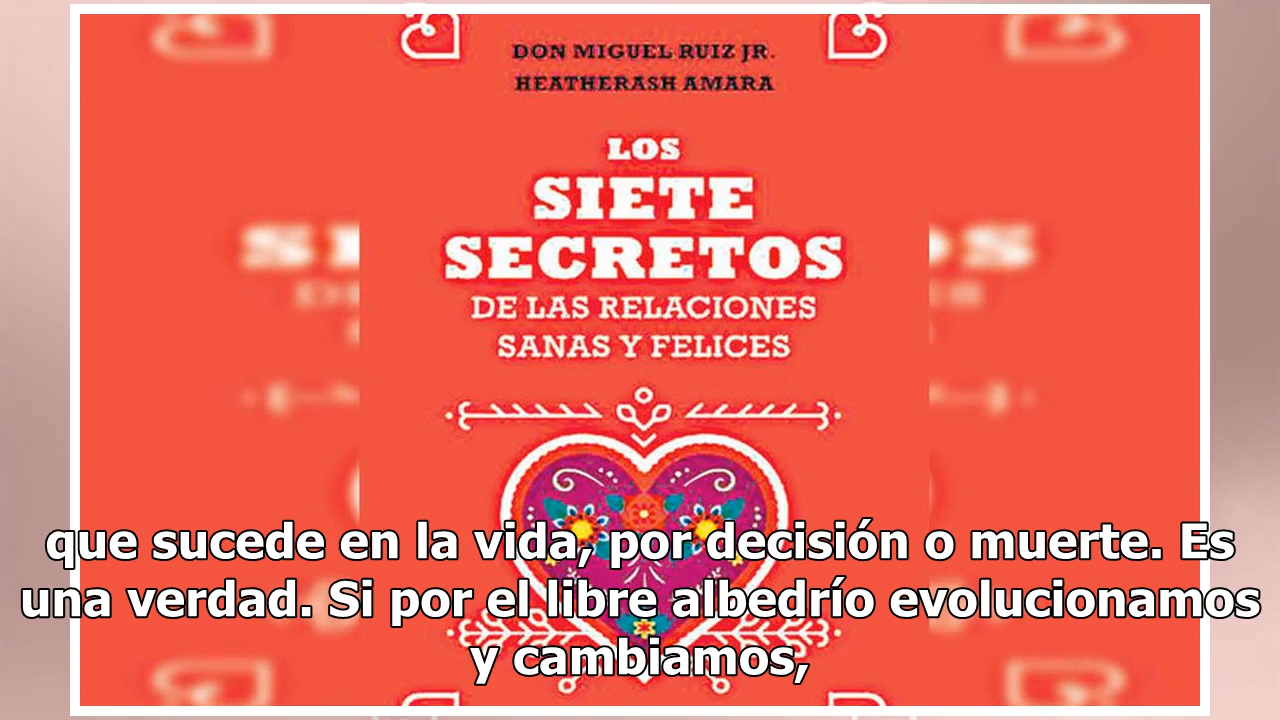 DON MIGUEL RUIZ JR.
HEATHERASH AMARA
LOS
SIETE
SECRETOS
DE LAS RELACIONES
SANAS Y FELICES
que sucede en la vida, por decisión o muerte. Es
una verdad. Si por el libre albedrío evolucionamos
y cambiamos,